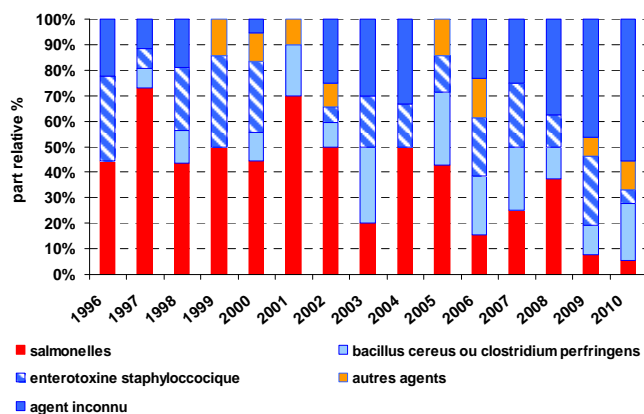 part relative %
100%
90%
80%
70%
60%
50%
40%
30%
20%
10%
0%
1996 1997 1998 1999 2000 2001 2002 2003 2004 2005 2006 2007 2008 2009 2010
salmonelles
bacillus cereus ou clostridium perfringens
enterotoxine staphyloccocique
autres agents
agent inconnu